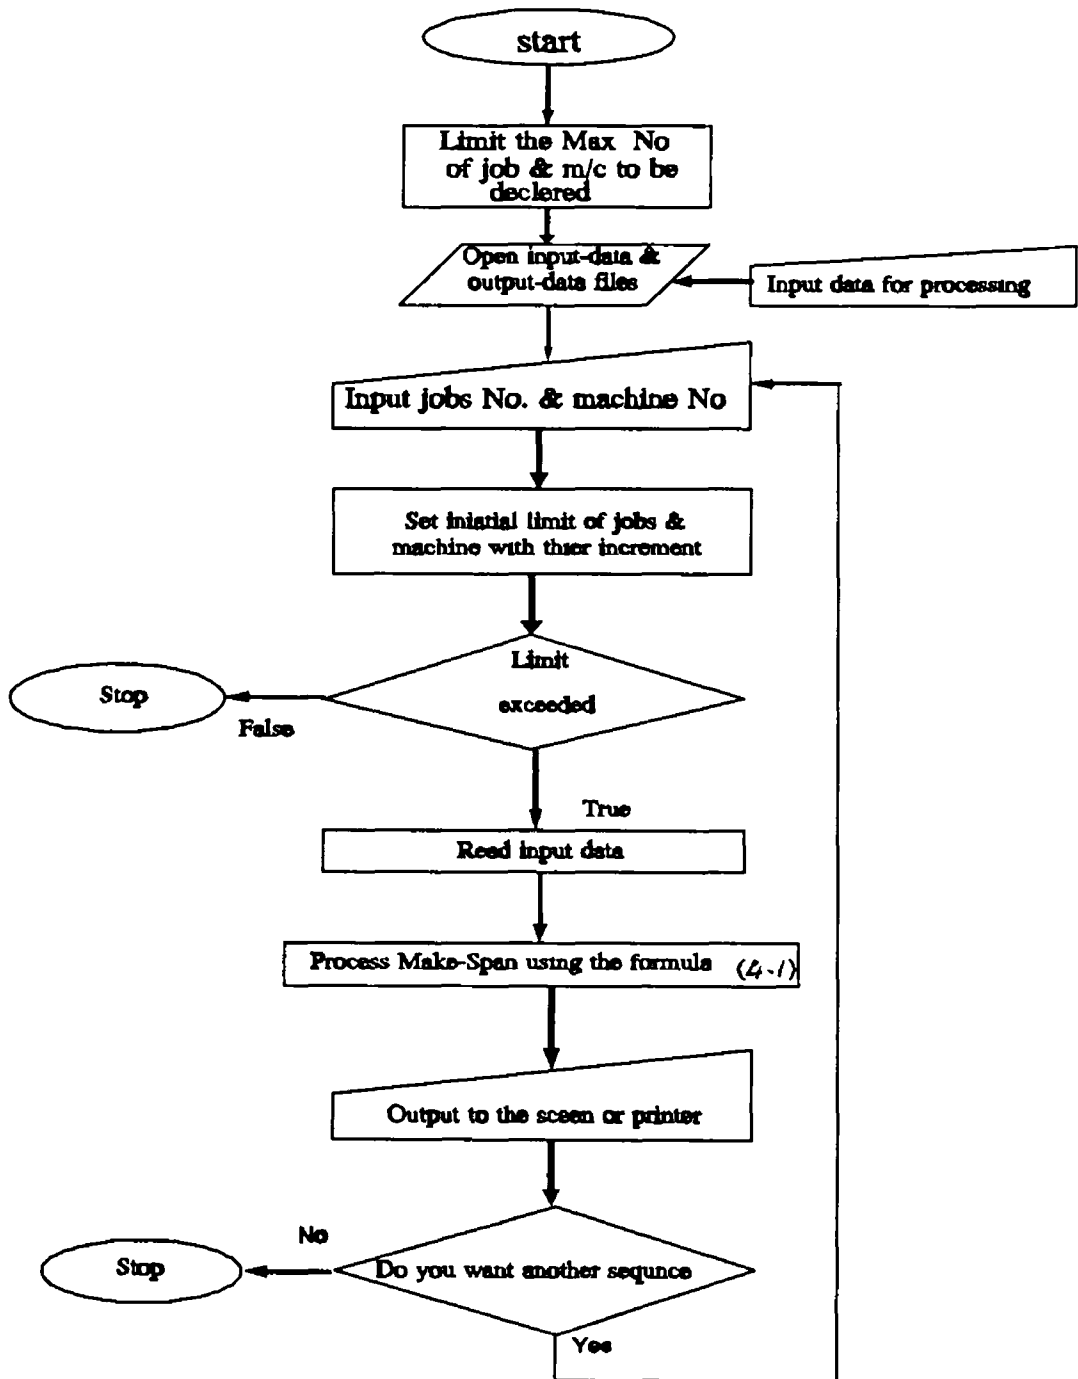 start
Limit the Max No
of job & m/c to be
declered
Open input-data &
output-data files
Input data for processing
Input jobs No. & machine No
Set iniatial limit of jobs &
machine with thier increment
Limit
exceeded
Stop
False
True
Read input data
Process Make-Span using the formula (4-1)
Output to the sceen or printer
No
Stop
Do you want another sequnce
Yes